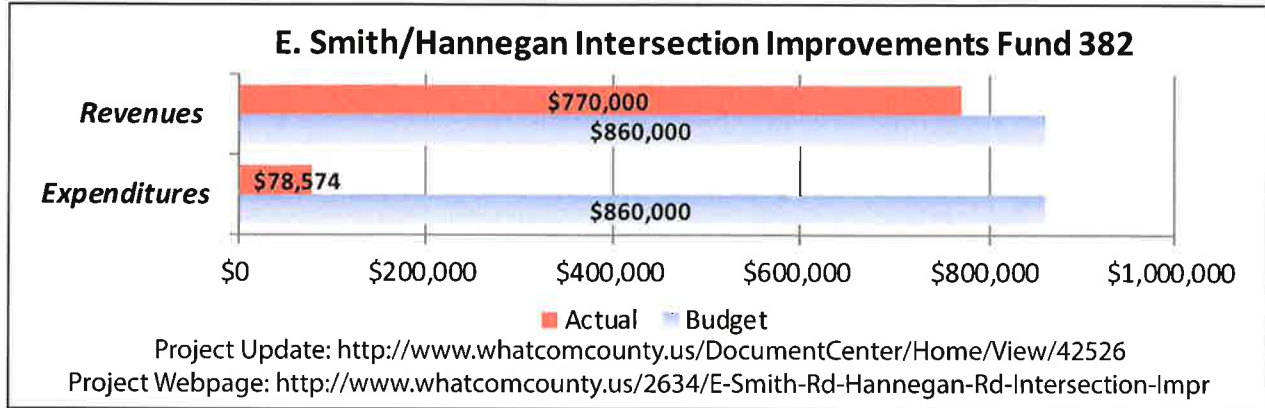 E. Smith/Hannegan Intersection Improvements Fund 382
Revenues
$770,000
$860,000
Expenditures
$78,574
$860,000
$0 $200,000 $400,000 $600,000 $800,000 $1,000,000
Actual Budget
Project Update: http://www.whatcomcounty.us/DocumentCenter/Home/View/42526
Project Webpage: http://www.whatcomcounty.us/2634/E-Smith-Rd-Hannegan-Rd-Intersection-Impr